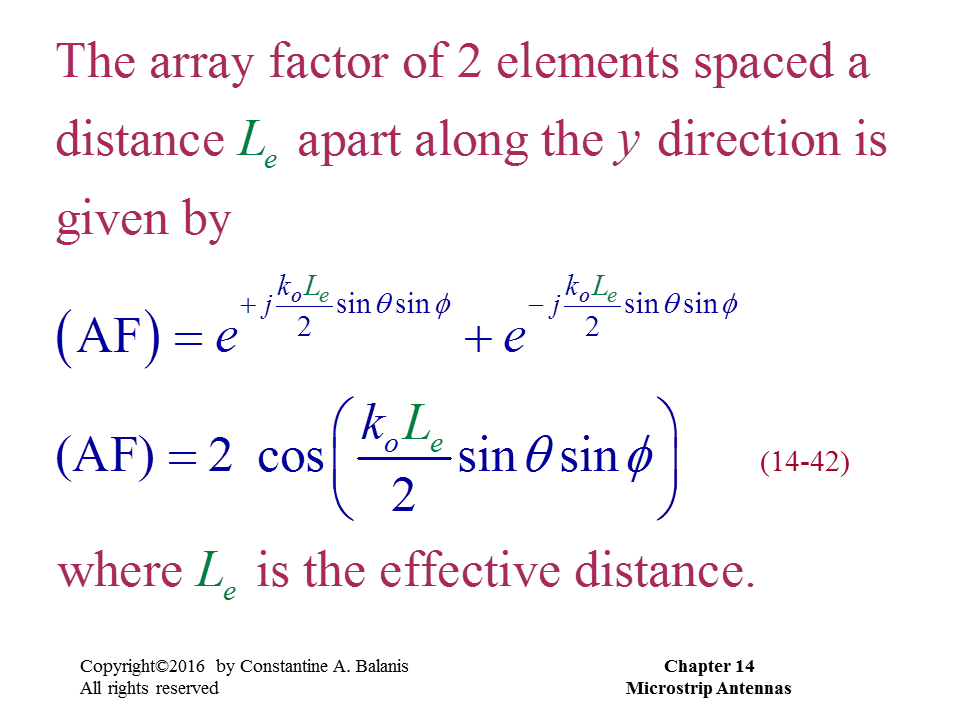 The array factor of 2 elements spaced a
distance Lₑ apart along the y direction is
given by
(AF) = e^{+j (kₒLₑ/2) sin θ sin ϕ} + e^{−j (kₒLₑ/2) sin θ sin ϕ}
(AF) = 2 cos(kₒLₑ/2 sin θ sin ϕ) (14-42)
where Lₑ is the effective distance.
Copyright©2016 by Constantine A. Balanis
All rights reserved
Chapter 14
Microstrip Antennas